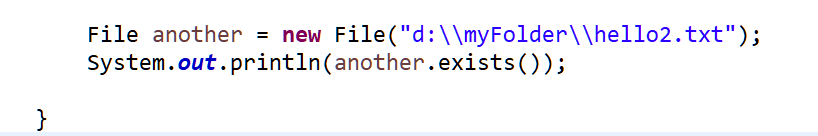 File another = new File("d:\\myFolder\\hello2.txt");
System.out.println(another.exists());
}